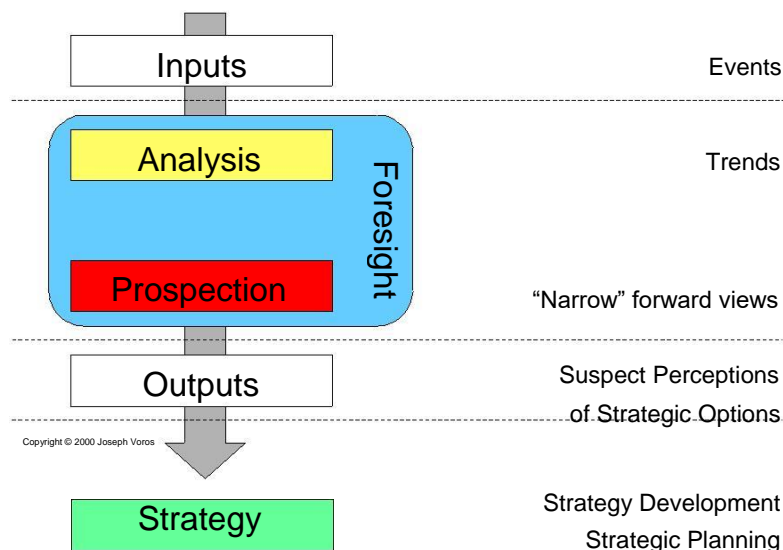 Inputs
Events
Analysis
Trends
Foresight
Prospection
“Narrow” forward views
Outputs
Suspect Perceptions
of Strategic Options
Copyright © 2000 Joseph Voros
Strategy
Strategy Development
Strategic Planning